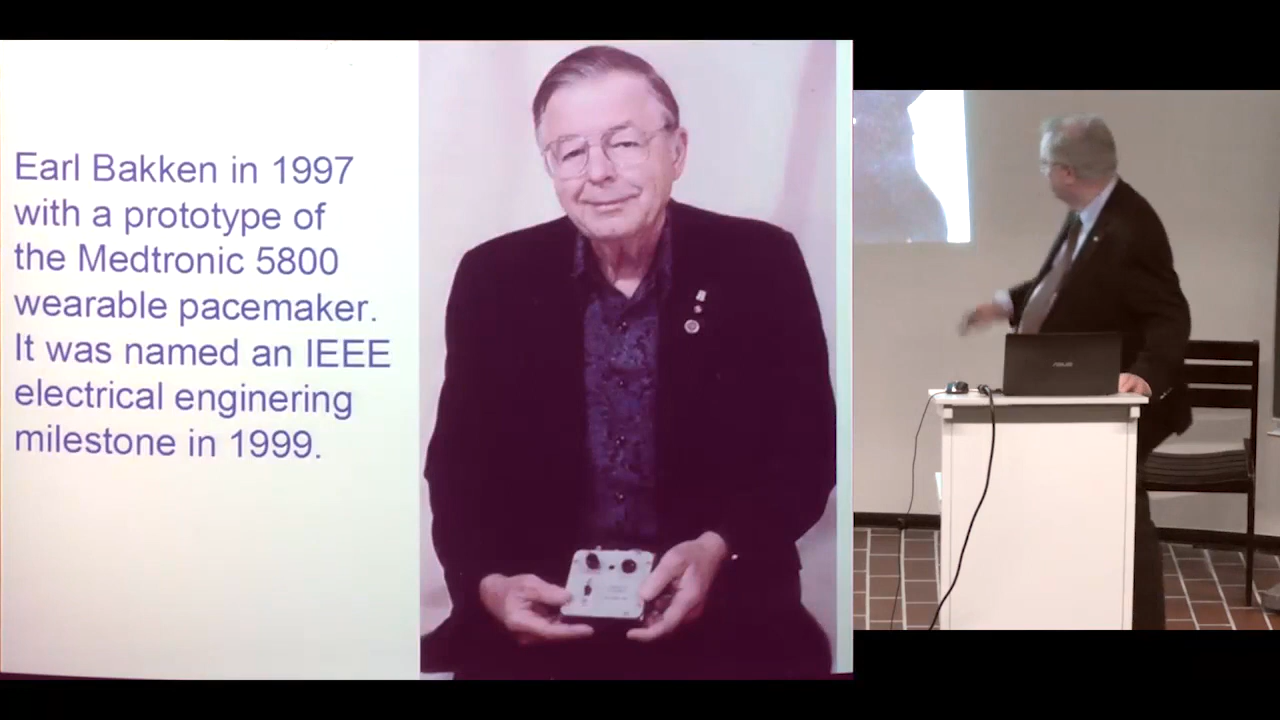 Earl Bakken in 1997
with a prototype of
the Medtronic 5800
wearable pacemaker.
It was named an IEEE
electrical enginering
milestone in 1999.
ASUS